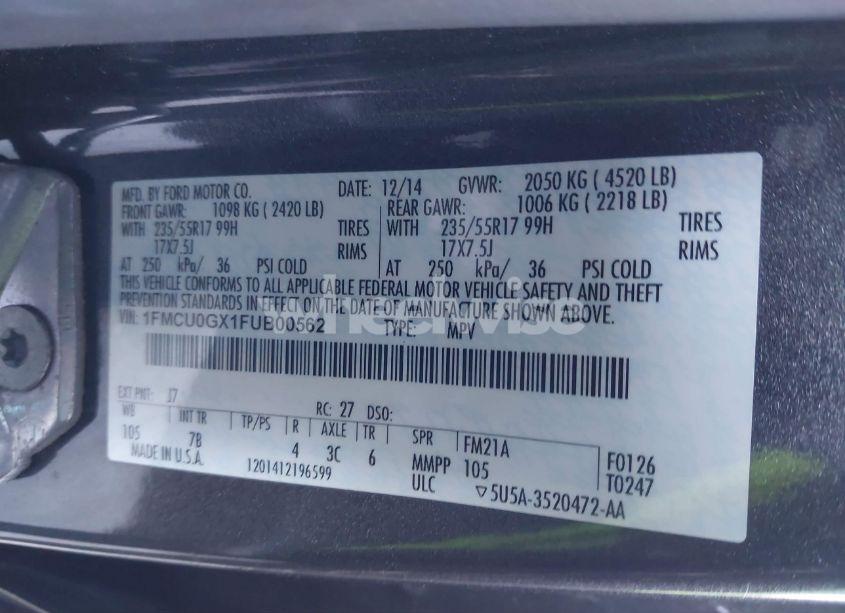 MFD. BY FORD MOTOR CO. DATE: 12/14 GVWR: 2050 KG ( 4520 LB)
FRONT GAWR: 1098 KG ( 2420 LB) REAR GAWR: 1006 KG ( 2218 LB)
WITH 235/55R17 99H TIRES WITH 235/55R17 99H TIRES
17X7.5J RIMS 17X7.5J RIMS
AT 250 kPa/ 36 PSI COLD AT 250 kPa/ 36 PSI COLD
THIS VEHICLE CONFORMS TO ALL APPLICABLE FEDERAL MOTOR VEHICLE SAFETY AND THEFT
PREVENTION STANDARDS IN EFFECT ON THE DATE OF MANUFACTURE SHOWN ABOVE.
VIN: 1FMCU0GX1FUB00562 TYPE: MPV
EXT PNT: J7 RC: 27 DSO:
WB INT TR TP/PS R AXLE TR SPR FM21A
105 7B 4 3C 6 MMPP 105 F0126
MADE IN U.S.A. 1201412196599 ULC ▽5U5A-3520472-AA T0247